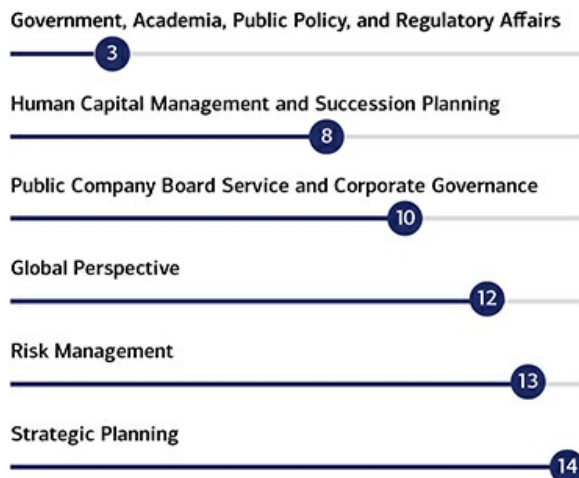 Government, Academia, Public Policy, and Regulatory Affairs
3
Human Capital Management and Succession Planning
8
Public Company Board Service and Corporate Governance
10
Global Perspective
12
Risk Management
13
Strategic Planning
14